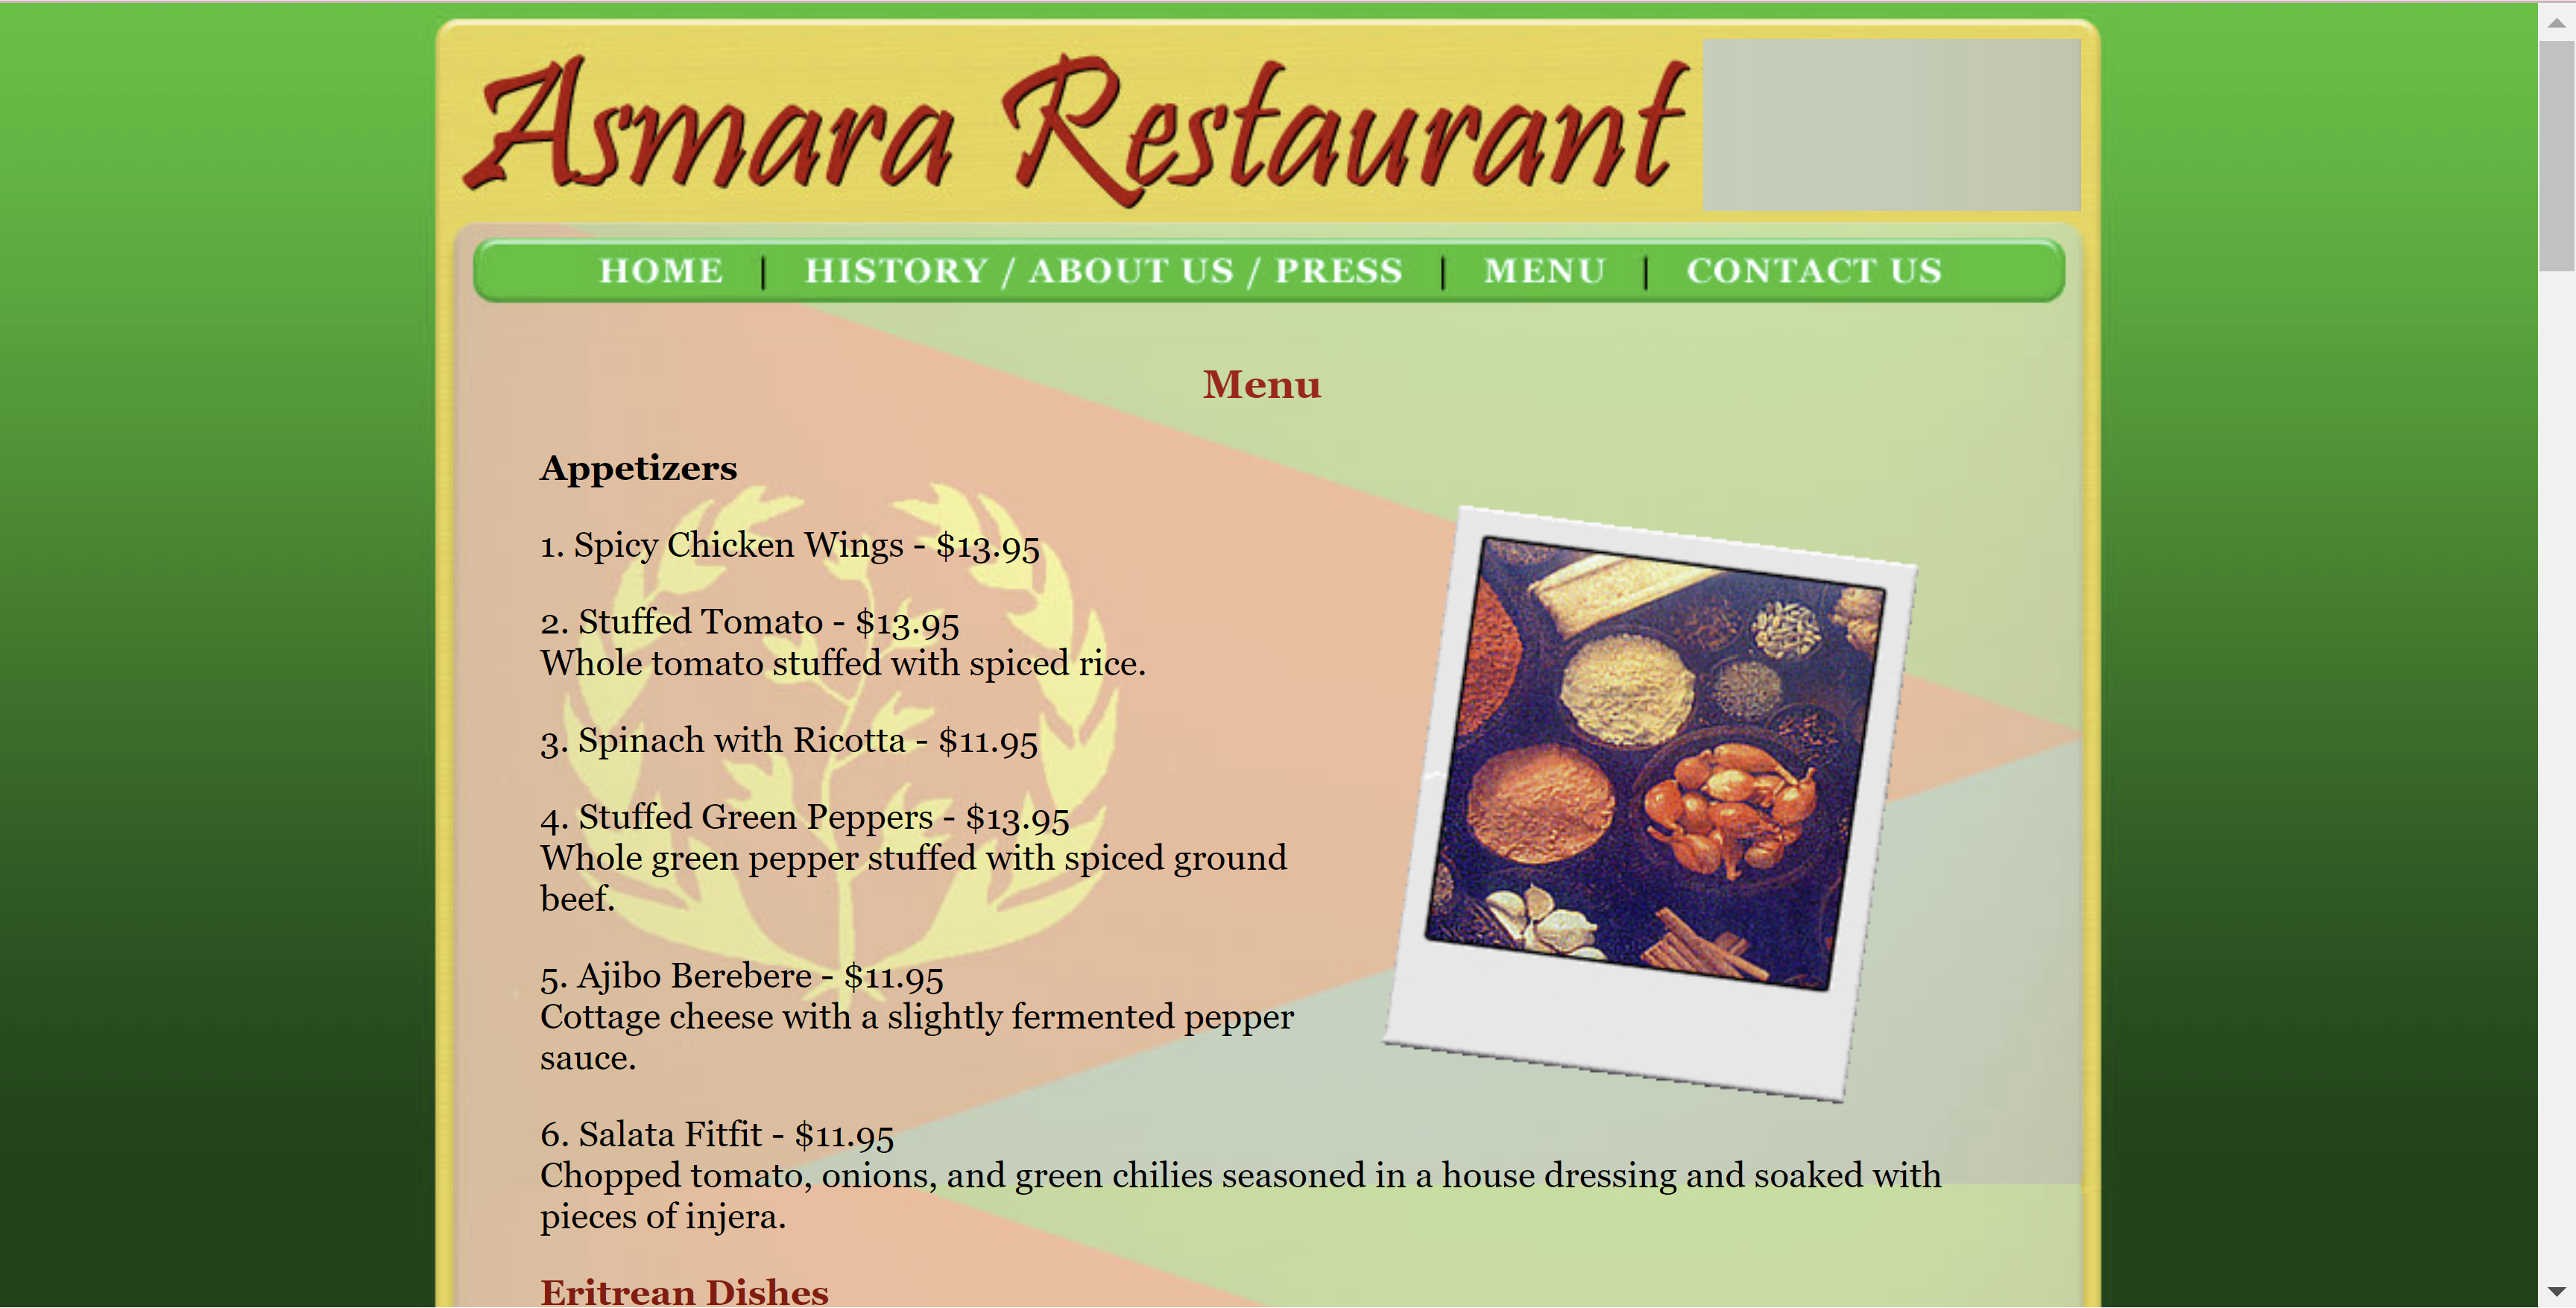 Asmara Restaurant
HOME | HISTORY / ABOUT US / PRESS | MENU | CONTACT US
Menu
Appetizers
1. Spicy Chicken Wings - $13.95
2. Stuffed Tomato - $13.95
Whole tomato stuffed with spiced rice.
3. Spinach with Ricotta - $11.95
4. Stuffed Green Peppers - $13.95
Whole green pepper stuffed with spiced ground
beef.
5. Ajibo Berebere - $11.95
Cottage cheese with a slightly fermented pepper
sauce.
6. Salata Fitfit - $11.95
Chopped tomato, onions, and green chilies seasoned in a house dressing and soaked with
pieces of injera.
Eritrean Dishes